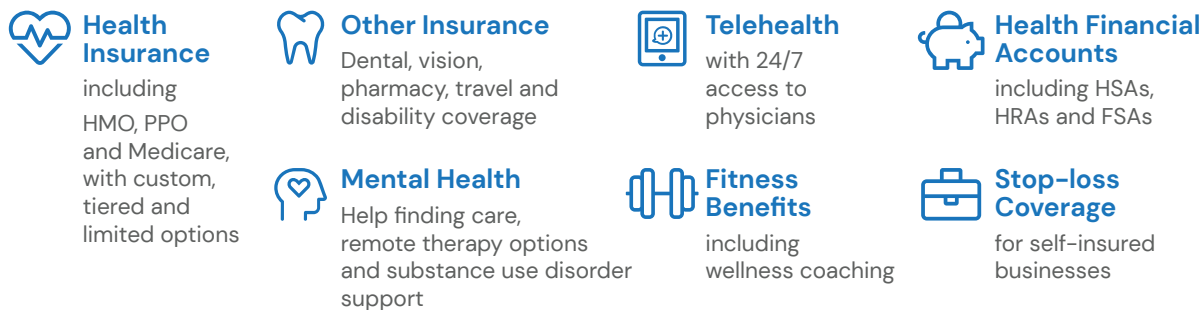 Health
Insurance
including
HMO, PPO
and Medicare,
with custom,
tiered and
limited options
Other Insurance
Dental, vision,
pharmacy, travel and
disability coverage
Telehealth
with 24/7
access to
physicians
Health Financial
Accounts
including HSAs,
HRAs and FSAs
Mental Health
Help finding care,
remote therapy options
and substance use disorder
support
Fitness
Benefits
including
wellness coaching
Stop-loss
Coverage
for self-insured
businesses